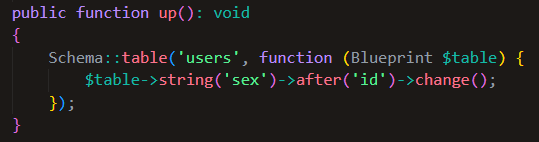 public function up(): void
{
    Schema::table('users', function (Blueprint $table) {
        $table->string('sex')->after('id')->change();
    });
}